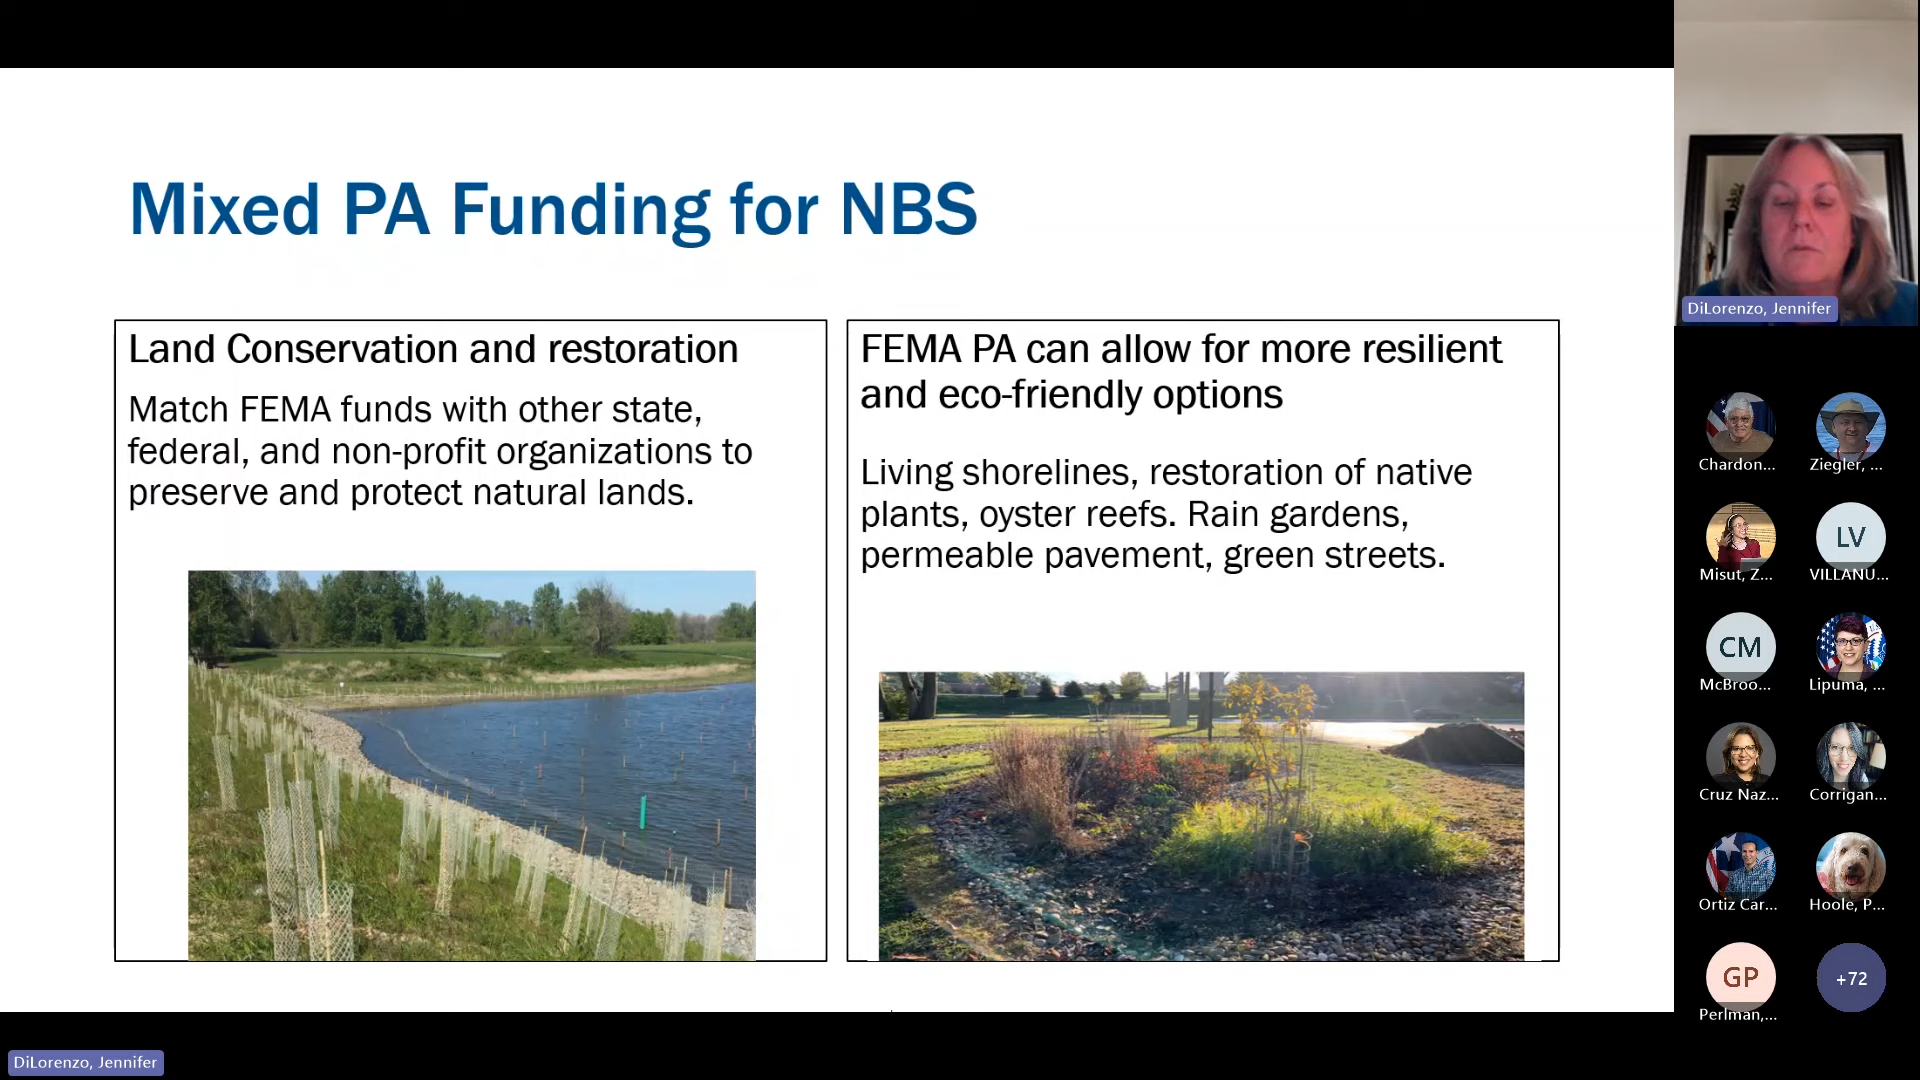 Mixed PA Funding for NBS
Land Conservation and restoration
Match FEMA funds with other state,
federal, and non-profit organizations to
preserve and protect natural lands.
FEMA PA can allow for more resilient
and eco-friendly options
Living shorelines, restoration of native
plants, oyster reefs. Rain gardens,
permeable pavement, green streets.
DiLorenzo, Jennifer
Chardon...
Ziegler, ...
Misut, Z...
LV
VILLANU...
CM
McBroo...
Lipuma, ...
Cruz Naz...
Corrigan...
Ortiz Car...
Hoole, P...
GP
Perlman,...
+72
DiLorenzo, Jennifer